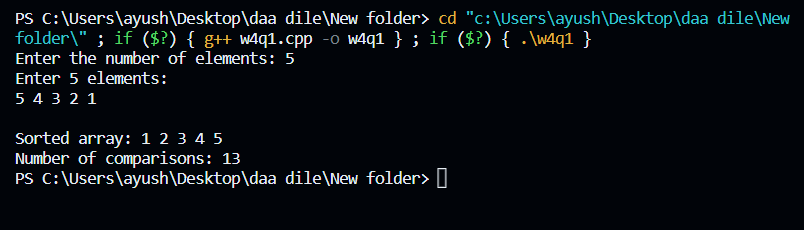 PS C:\Users\ayush\Desktop\daa dile\New folder> cd "c:\Users\ayush\Desktop\daa dile\New
folder\" ; if ($?) { g++ w4q1.cpp -o w4q1 } ; if ($?) { .\w4q1 }
Enter the number of elements: 5
Enter 5 elements:
5 4 3 2 1
Sorted array: 1 2 3 4 5
Number of comparisons: 13
PS C:\Users\ayush\Desktop\daa dile\New folder>